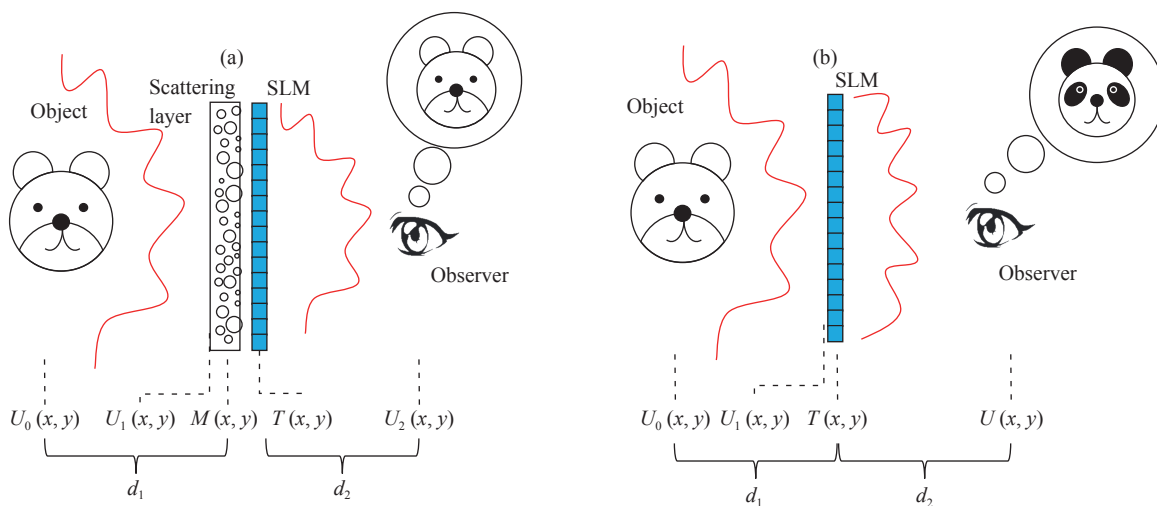 (a)
Scattering
layer
SLM
Object
Observer
U0 (x, y)
U1 (x, y)
M (x, y)
T (x, y)
U2 (x, y)
d1
d2
(b)
SLM
Object
Observer
U0 (x, y)
U1 (x, y)
T (x, y)
U (x, y)
d1
d2